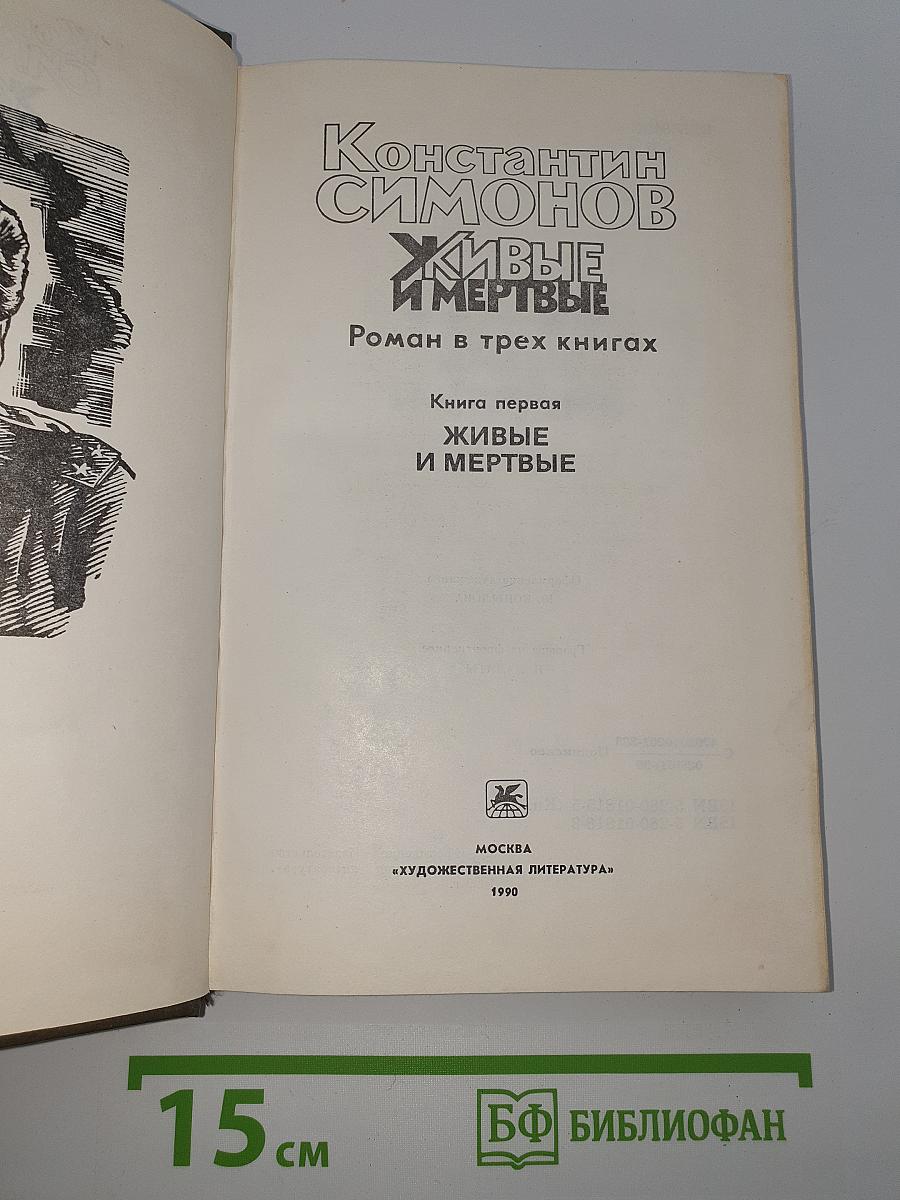 Константин
СИМОНОВ
ЖИВЫЕ
И МЕРТВЫЕ
Роман в трех книгах
Книга первая
ЖИВЫЕ
И МЕРТВЫЕ
МОСКВА
«ХУДОЖЕСТВЕННАЯ ЛИТЕРАТУРА»
1990
15 см
БФ БИБЛИОФАН